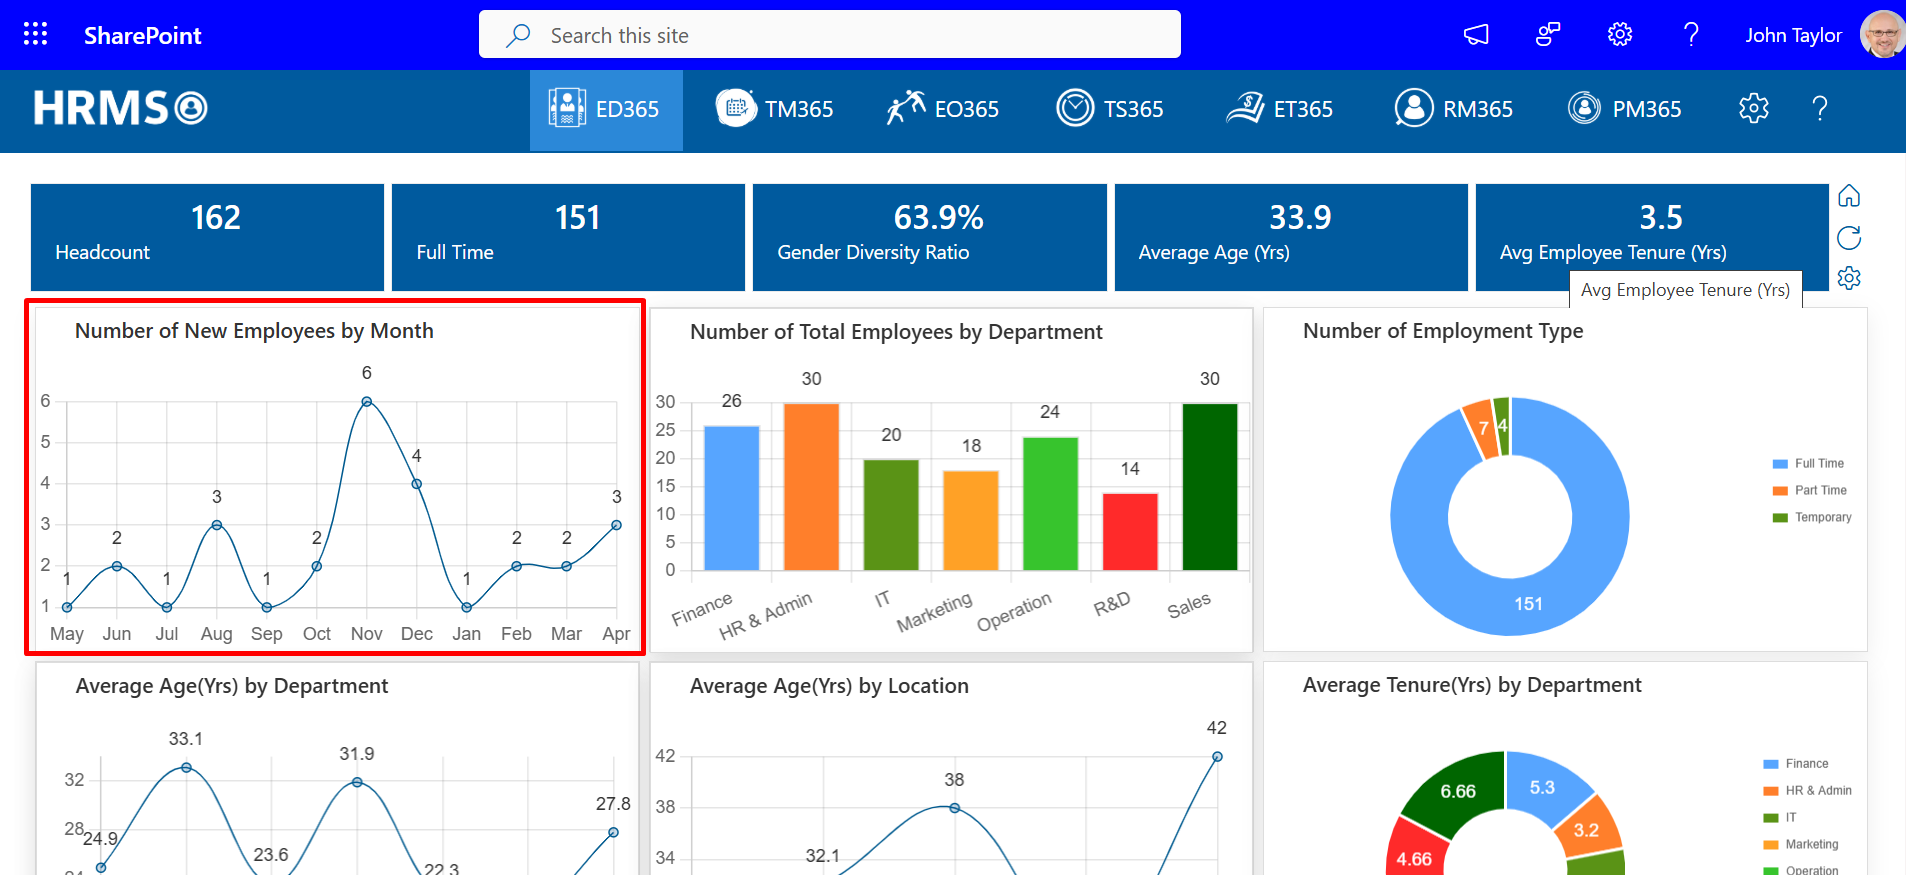 SharePoint
Search this site
?
John Taylor
HRMS
ED365
TM365
EO365
TS365
ET365
RM365
PM365
?
162
Headcount
151
Full Time
63.9%
Gender Diversity Ratio
33.9
Average Age (Yrs)
3.5
Avg Employee Tenure (Yrs)
Avg Employee Tenure (Yrs)
Number of New Employees by Month
6
5
4
3
2
1
1
2
1
3
1
2
6
4
1
2
2
3
May Jun Jul Aug Sep Oct Nov Dec Jan Feb Mar Apr
Number of Total Employees by Department
30
25
20
15
10
5
0
26
30
20
18
24
14
30
Finance
HR & Admin
IT
Marketing
Operation
R&D
Sales
Number of Employment Type
7
4
151
Full Time
Part Time
Temporary
Average Age(Yrs) by Department
32
28
24.9
33.1
23.6
31.9
22.3
27.8
Average Age(Yrs) by Location
42
38
34
32.1
38
42
Average Tenure(Yrs) by Department
6.66
5.3
3.2
4.66
Finance
HR & Admin
IT
Marketing
Operation